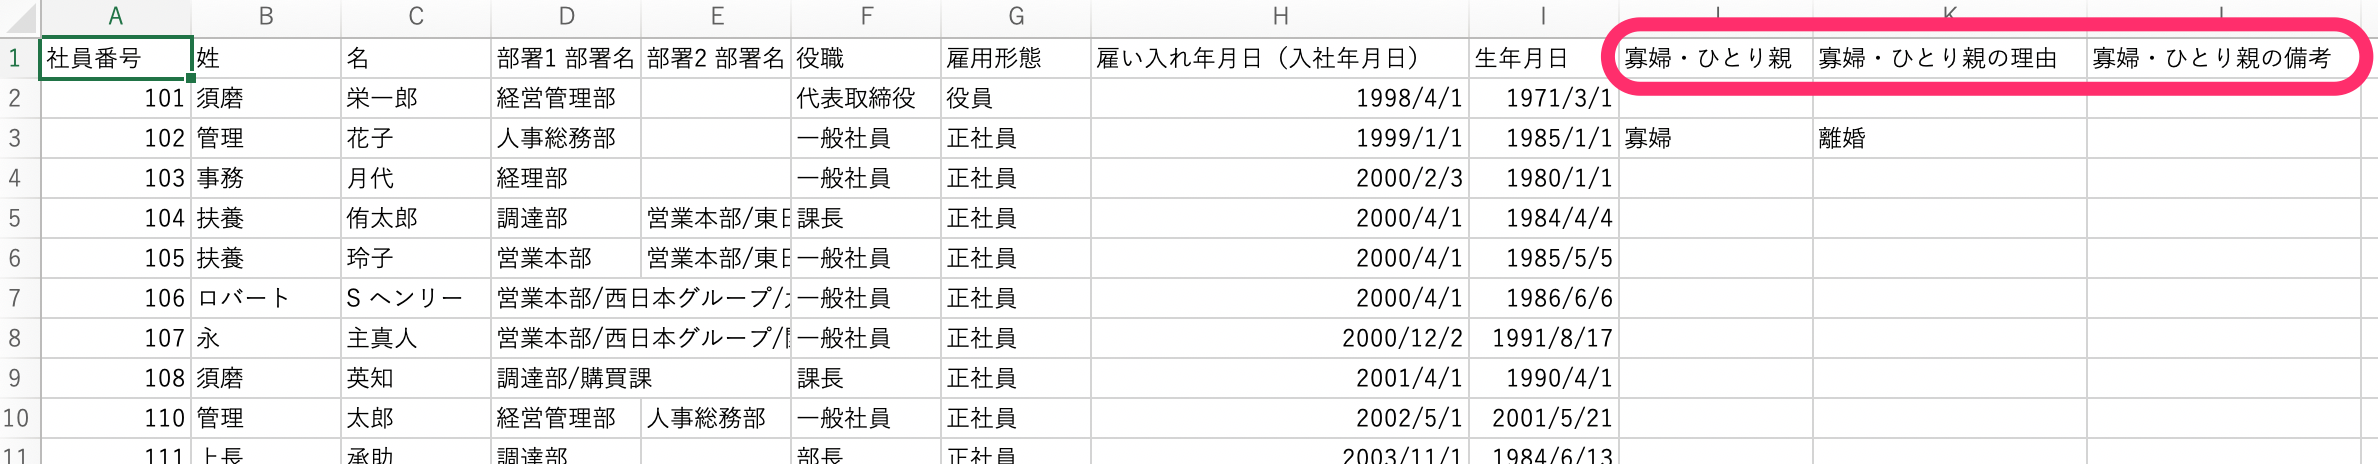 A B C D E F G H I J K L
1 社員番号 姓 名 部署1 部署名 部署2 部署名 役職 雇用形態 雇い入れ年月日（入社年月日） 生年月日 寡婦・ひとり親 寡婦・ひとり親の理由 寡婦・ひとり親の備考
2 101 須磨 栄一郎 経営管理部 代表取締役 役員 1998/4/1 1971/3/1
3 102 管理 花子 人事総務部 一般社員 正社員 1999/1/1 1985/1/1 寡婦 離婚
4 103 事務 月代 経理部 一般社員 正社員 2000/2/3 1980/1/1
5 104 扶養 侑太郎 調達部 営業本部/東日 課長 正社員 2000/4/1 1984/4/4
6 105 扶養 玲子 営業本部 営業本部/東日 一般社員 正社員 2000/4/1 1985/5/5
7 106 ロバート S ヘンリー 営業本部/西日本グループ/ 一般社員 正社員 2000/4/1 1986/6/6
8 107 永 主真人 営業本部/西日本グループ/ 一般社員 正社員 2000/12/2 1991/8/17
9 108 須磨 英知 調達部/購買課 課長 正社員 2001/4/1 1990/4/1
10 110 管理 太郎 経営管理部 人事総務部 一般社員 正社員 2002/5/1 2001/5/21
11 111 上長 承助 調達部 部長 正社員 2003/11/1 1984/6/13